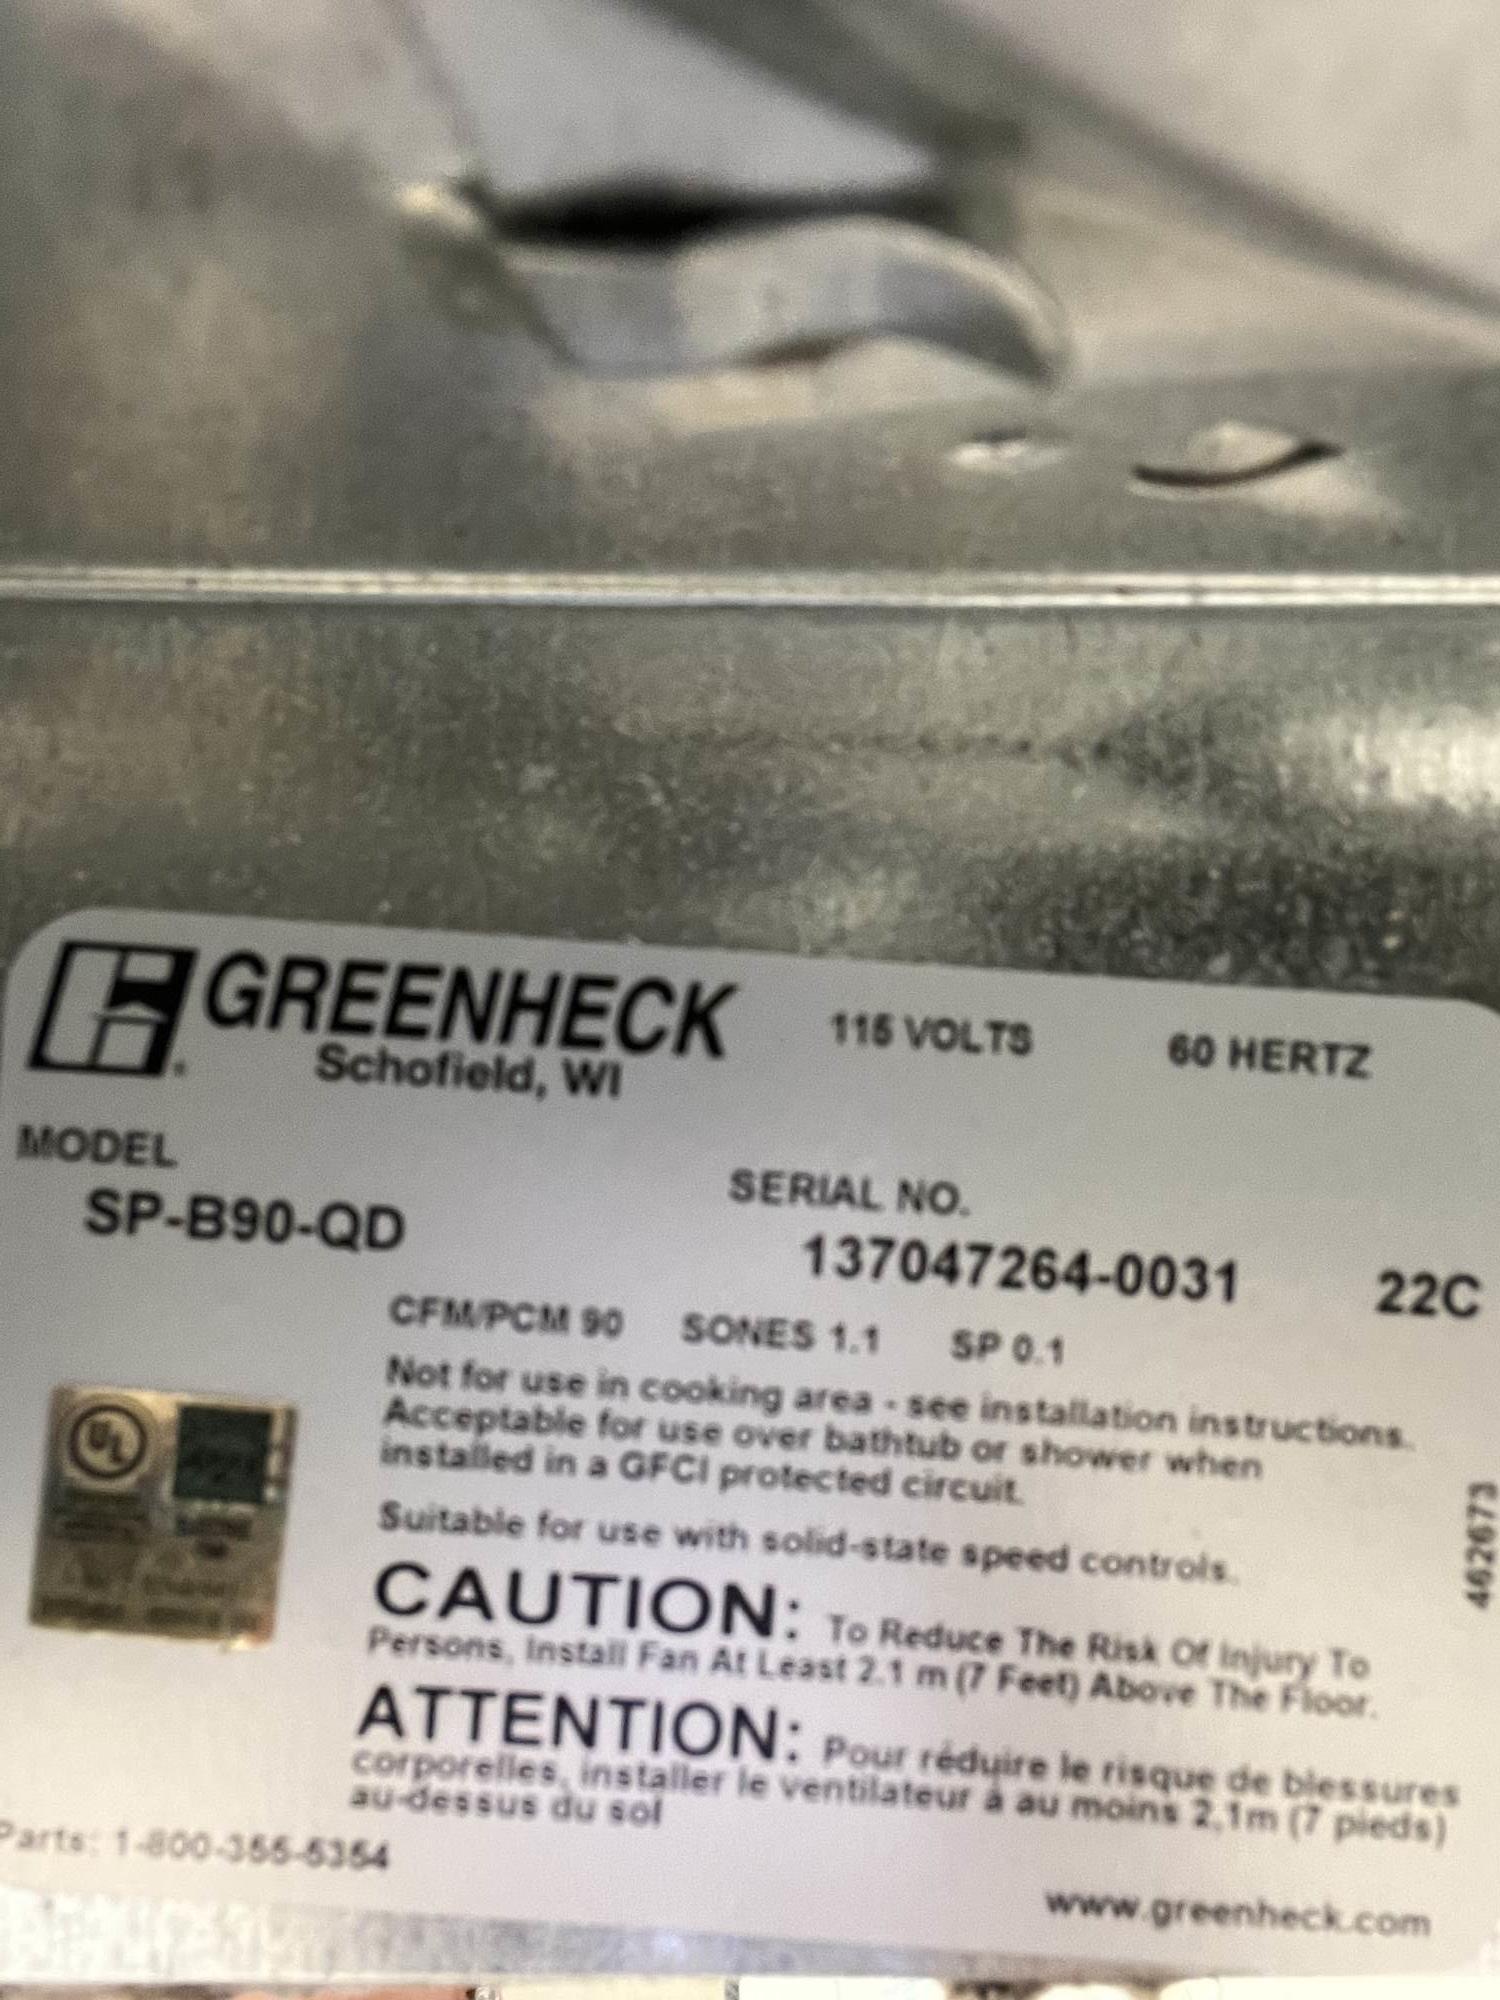 GREENHECK 115 VOLTS 60 HERTZ
Schofield, WI
MODEL SERIAL NO.
SP-B90-QD 137047264-0031 22C
CFM/PCM 90 SONES 1.1 SP 0.1
Not for use in cooking area - see installation instructions.
Acceptable for use over bathtub or shower when
installed in a GFCI protected circuit.
Suitable for use with solid-state speed controls.
CAUTION: To Reduce The Risk Of Injury To
Persons, Install Fan At Least 2.1 m (7 Feet) Above The Floor.
ATTENTION: Pour réduire le risque de blessures
corporelles, installer le ventilateur à au moins 2,1m (7 pieds)
au-dessus du sol
Parts: 1-800-355-5354
www.greenheck.com
462673
UL